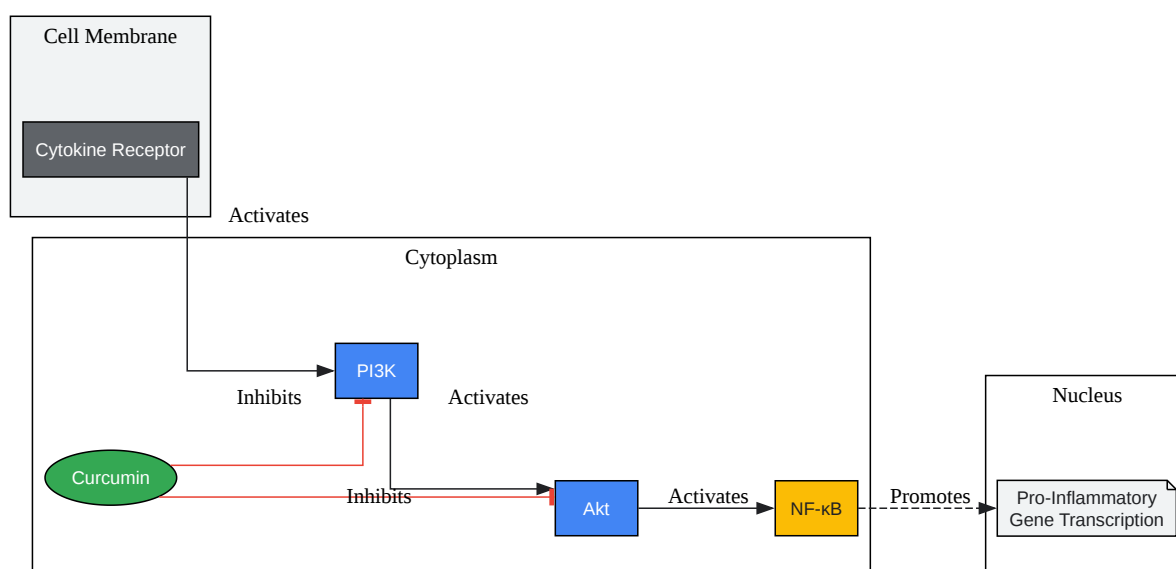 Cell Membrane
Cytokine Receptor
Activates
Cytoplasm
PI3K
Inhibits
Activates
Nucleus
Curcumin
Inhibits
Akt
Activates
NF-κB
Promotes
Pro-Inflammatory
Gene Transcription